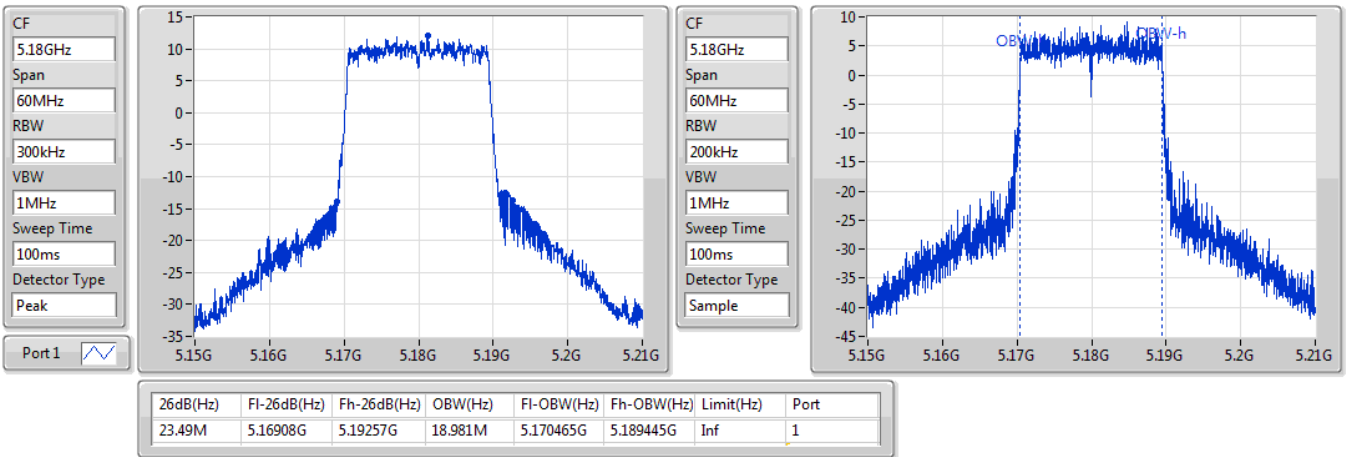 CF
5.18GHz
Span
60MHz
RBW
300kHz
VBW
1MHz
Sweep Time
100ms
Detector Type
Peak
Port 1
15
10
5
0
-5
-10
-15
-20
-25
-30
-35
5.15G 5.16G 5.17G 5.18G 5.19G 5.2G 5.21G
CF
5.18GHz
Span
60MHz
RBW
200kHz
VBW
1MHz
Sweep Time
100ms
Detector Type
Sample
10
5
0
-5
-10
-15
-20
-25
-30
-35
-40
-45
OBW-h
5.15G 5.16G 5.17G 5.18G 5.19G 5.2G 5.21G
26dB(Hz) Fl-26dB(Hz) Fh-26dB(Hz) OBW(Hz) Fl-OBW(Hz) Fh-OBW(Hz) Limit(Hz) Port
23.49M 5.16908G 5.19257G 18.981M 5.170465G 5.189445G Inf 1